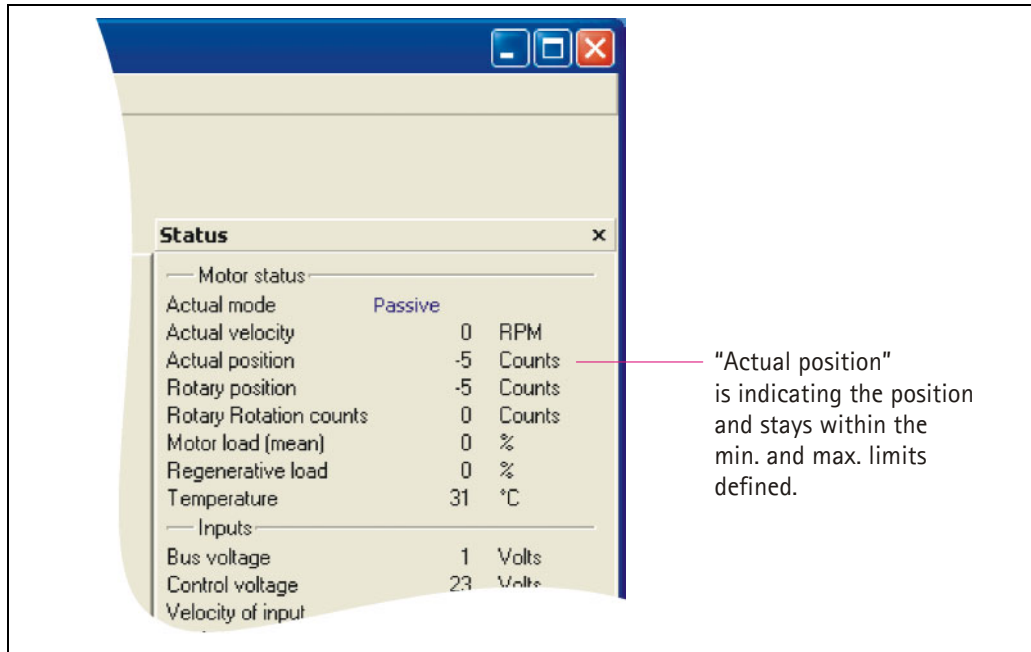 Status x
Motor status
Actual mode Passive
Actual velocity 0 RPM
Actual position -5 Counts
Rotary position -5 Counts
Rotary Rotation counts 0 Counts
Motor load (mean) 0 %
Regenerative load 0 %
Temperature 31 °C
Inputs
Bus voltage 1 Volts
Control voltage 23 Volts
Velocity of input
"Actual position"
is indicating the position
and stays within the
min. and max. limits
defined.